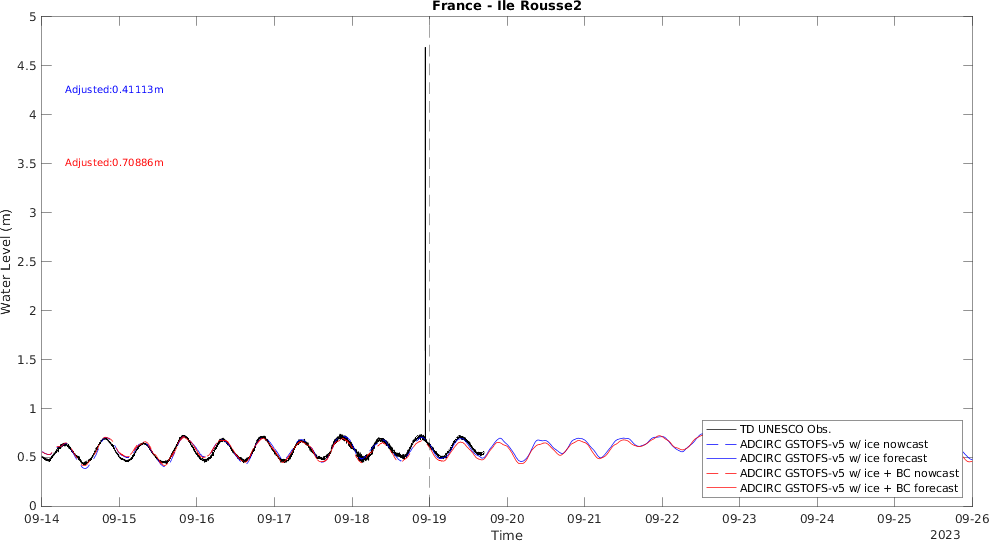 France - Ile Rousse2
5
4.5
4
3.5
3
2.5
2
1.5
1
0.5
0
Water Level (m)
Adjusted:0.41113m
Adjusted:0.70886m
TD UNESCO Obs.
ADCIRC GSTOFS-v5 w/ ice nowcast
ADCIRC GSTOFS-v5 w/ ice forecast
ADCIRC GSTOFS-v5 w/ ice + BC nowcast
ADCIRC GSTOFS-v5 w/ ice + BC forecast
09-14 09-15 09-16 09-17 09-18 09-19 09-20 09-21 09-22 09-23 09-24 09-25 09-26
Time
2023